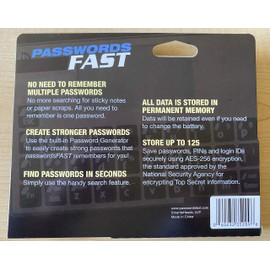 PASSWORDS
FAST
NO NEED TO REMEMBER
MULTIPLE PASSWORDS
No more searching for sticky notes
or paper scraps. All you need to
remember is one password.
CREATE STRONGER PASSWORDS
Use the built-in Password Generator
to easily create strong passwords that
passwordsFAST remembers for you!
FIND PASSWORDS IN SECONDS
Simply use the handy search feature.
ALL DATA IS STORED IN
PERMANENT MEMORY
Data will be retained even if you need
to change the battery.
STORE UP TO 125
Save passwords, PINs and login IDs
securely using AES-256 encryption,
the standard approved by the
National Security Agency for
encrypting Top Secret information.
www.passwordsfast.com
Made in China